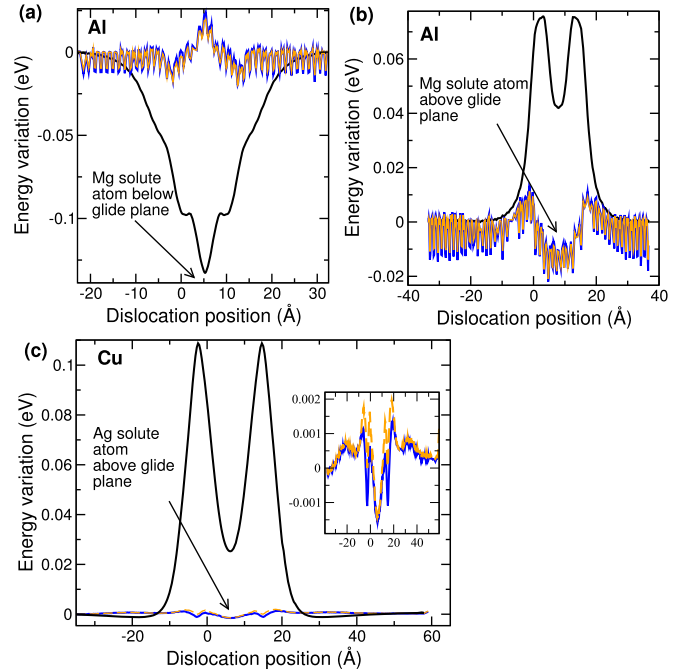 (a)
Al
Energy variation (eV)
0
-0.05
-0.1
Mg solute
atom below
glide plane
-20 -10 0 10 20 30
Dislocation position (Å)
(b)
Al
Energy variation (eV)
0.06
0.04
0.02
0
-0.02
Mg solute atom
above glide
plane
-40 -20 0 20 40
Dislocation position (Å)
(c)
Cu
Energy variation (eV)
0.1
0.08
0.06
0.04
0.02
0
Ag solute
atom
above glide
plane
0.002
0.001
0
-0.001
-20 0 20 40
-20 0 20 40 60
Dislocation position (Å)